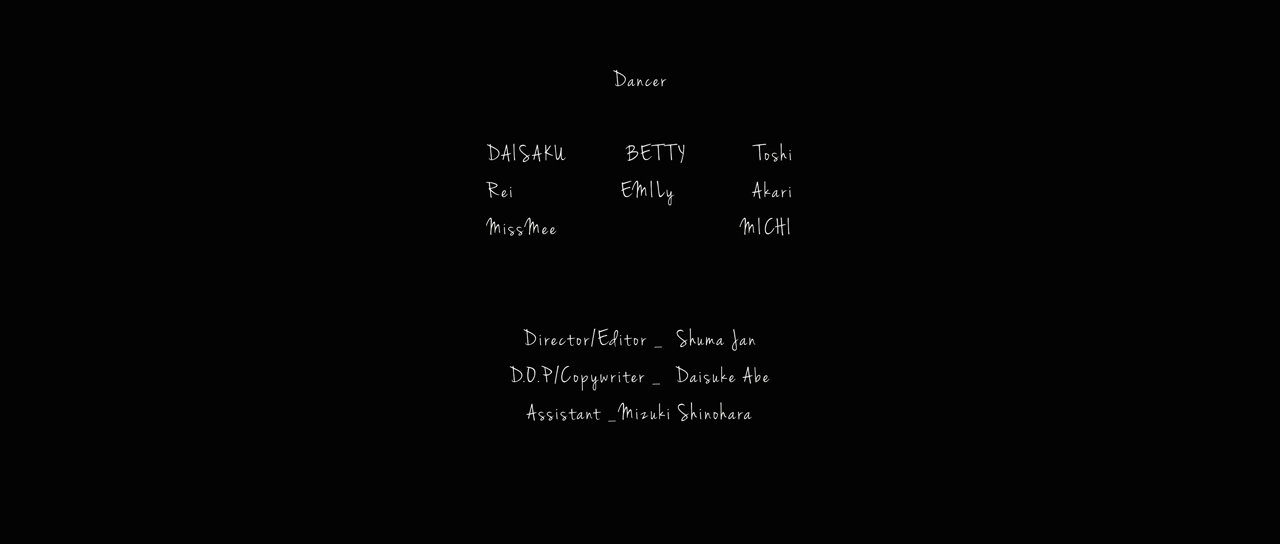 Dancer
DAISAKU BETTY Toshi
Rei EMILy Akari
MissMee MICHI
Director/Editor _ Shuma Jan
D.O.P/Copywriter _ Daisuke Abe
Assistant _Mizuki Shinohara